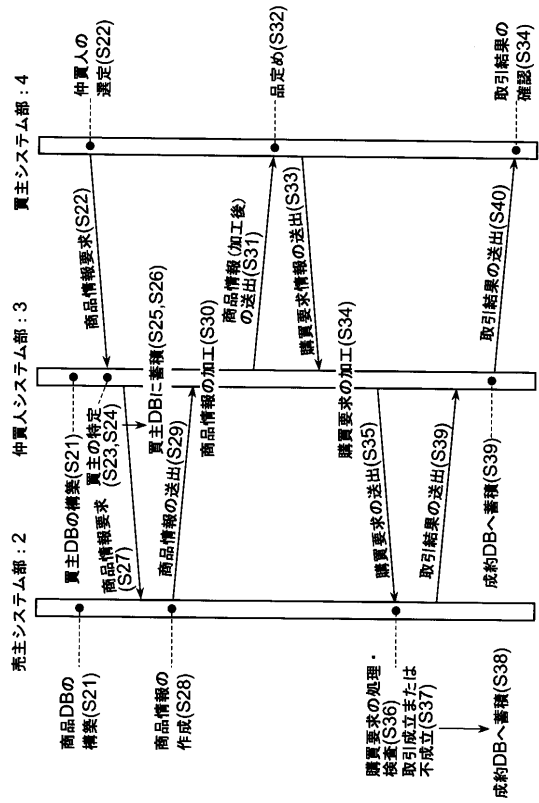 売主システム部:2
仲買人システム部:3
買主システム部:4
商品DBの
構築(S21)
買主DBの構築(S21)
仲買人の
選定(S22)
商品情報要求(S22)
買主の特定
(S23,S24)
買主DBに蓄積(S25,S26)
商品情報要求
(S27)
商品情報の
作成(S28)
商品情報の送出(S29)
商品情報の加工(S30)
商品情報(加工後)
の送出(S31)
品定め(S32)
購買要求情報の送出(S33)
購買要求の加工(S34)
購買要求の送出(S35)
購買要求の処理・
検査(S36)
取引成立または
不成立(S37)
成約DBへ蓄積(S38)
取引結果の送出(S39)
成約DBへ蓄積(S39)
取引結果の送出(S40)
取引結果の
確認(S34)